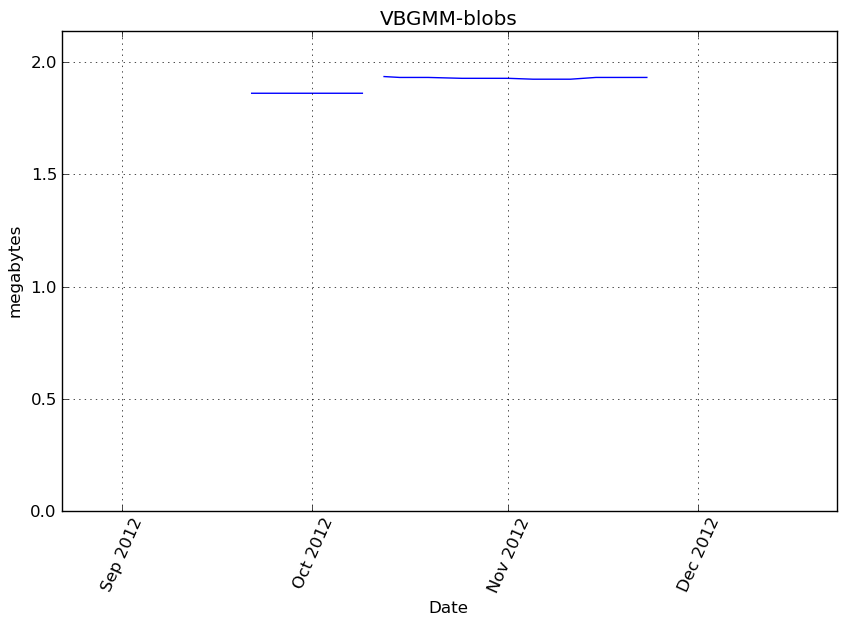 VBGMM-blobs
2.0
1.5
1.0
0.5
0.0
megabytes
Sep 2012
Oct 2012
Nov 2012
Dec 2012
Date